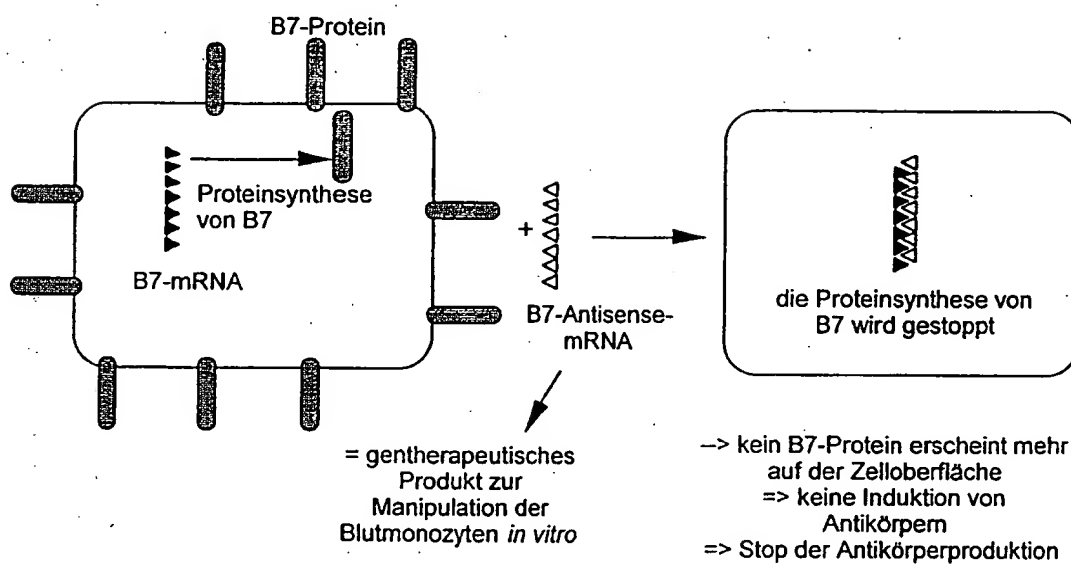 B7-Protein
Proteinsynthese
von B7
B7-mRNA
+
B7-Antisense-
mRNA
= gentherapeutisches
Produkt zur
Manipulation der
Blutmonozyten in vitro
die Proteinsynthese von
B7 wird gestoppt
--> kein B7-Protein erscheint mehr
auf der Zelloberfläche
=> keine Induktion von
Antikörpern
=> Stop der Antikörperproduktion